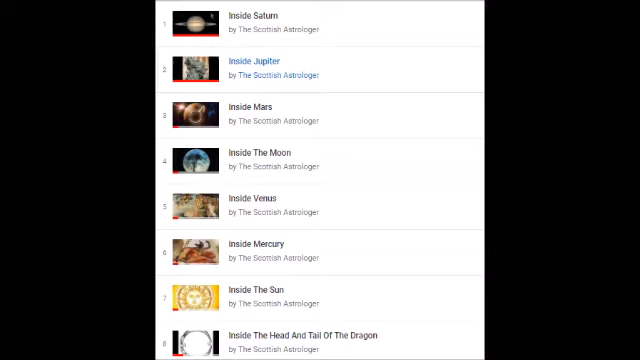 1
Inside Saturn
by The Scottish Astrologer
2
Inside Jupiter
by The Scottish Astrologer
3
Inside Mars
by The Scottish Astrologer
4
Inside The Moon
by The Scottish Astrologer
5
Inside Venus
by The Scottish Astrologer
6
Inside Mercury
by The Scottish Astrologer
7
Inside The Sun
by The Scottish Astrologer
8
Inside The Head And Tail Of The Dragon
by The Scottish Astrologer